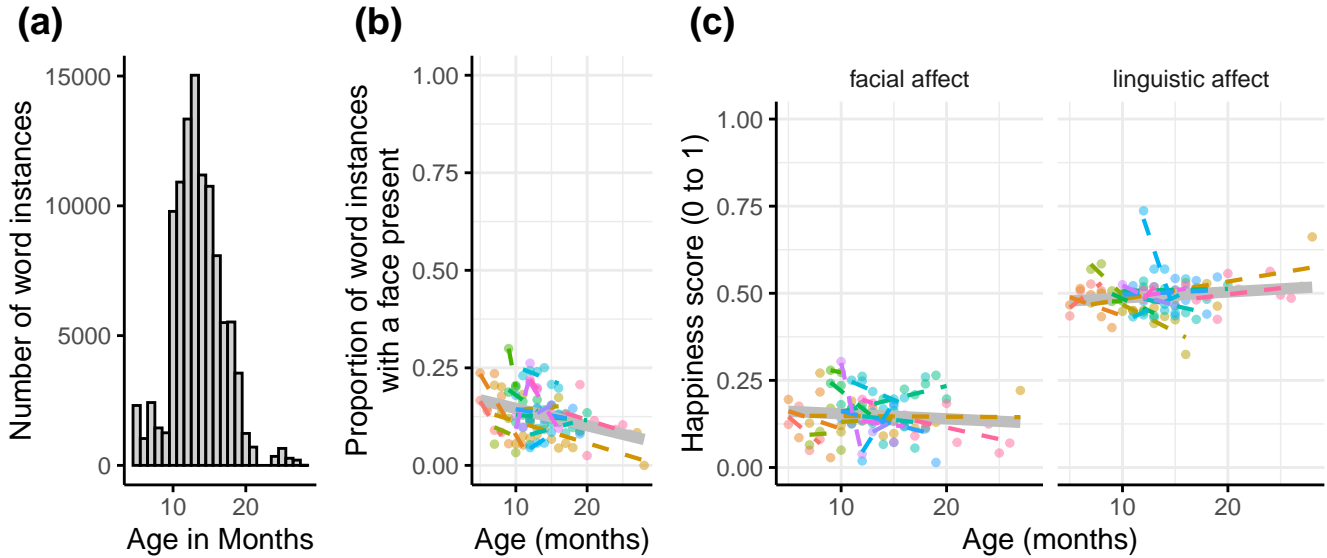 (a)
Number of word instances
15000
10000
5000
0
10
20
Age in Months
(b)
Proportion of word instances
with a face present
1.00
0.75
0.50
0.25
0.00
10
20
Age (months)
(c)
facial affect
linguistic affect
Happiness score (0 to 1)
1.00
0.75
0.50
0.25
0.00
10
20
10
20
Age (months)